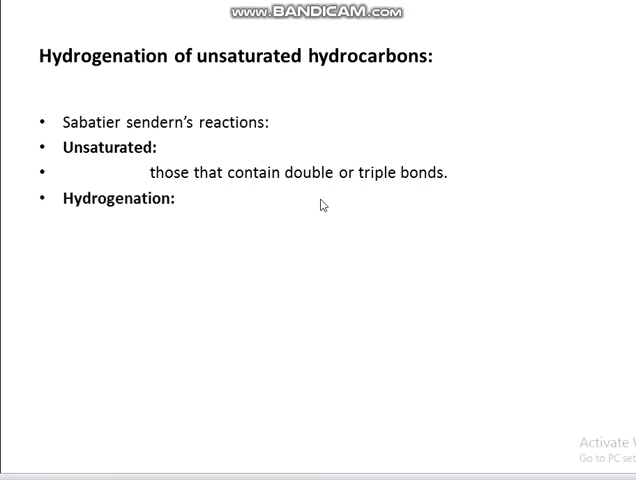 www.BANDICAM.com
Hydrogenation of unsaturated hydrocarbons:
• Sabatier sendern's reactions:
• Unsaturated:
• those that contain double or triple bonds.
• Hydrogenation:
Activate
Go to PC set